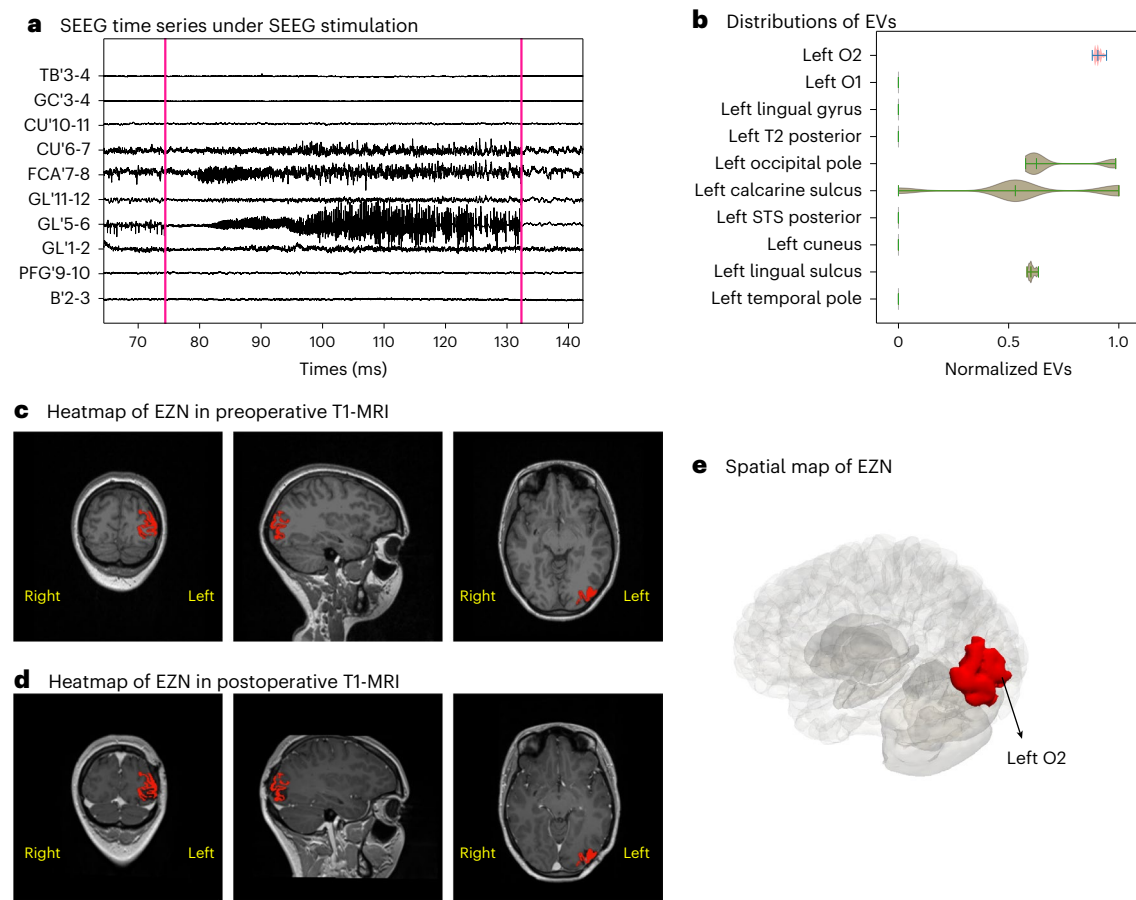 a SEEG time series under SEEG stimulation
TB'3-4
GC'3-4
CU'10-11
CU'6-7
FCA'7-8
GL'11-12
GL'5-6
GL'1-2
PFG'9-10
B'2-3
70 80 90 100 110 120 130 140
Times (ms)
b Distributions of EVs
Left O2
Left O1
Left lingual gyrus
Left T2 posterior
Left occipital pole
Left calcarine sulcus
Left STS posterior
Left cuneus
Left lingual sulcus
Left temporal pole
0 0.5 1.0
Normalized EVs
c Heatmap of EZN in preoperative T1-MRI
Right Left Right Left
d Heatmap of EZN in postoperative T1-MRI
Right Left Right Left
e Spatial map of EZN
Left O2